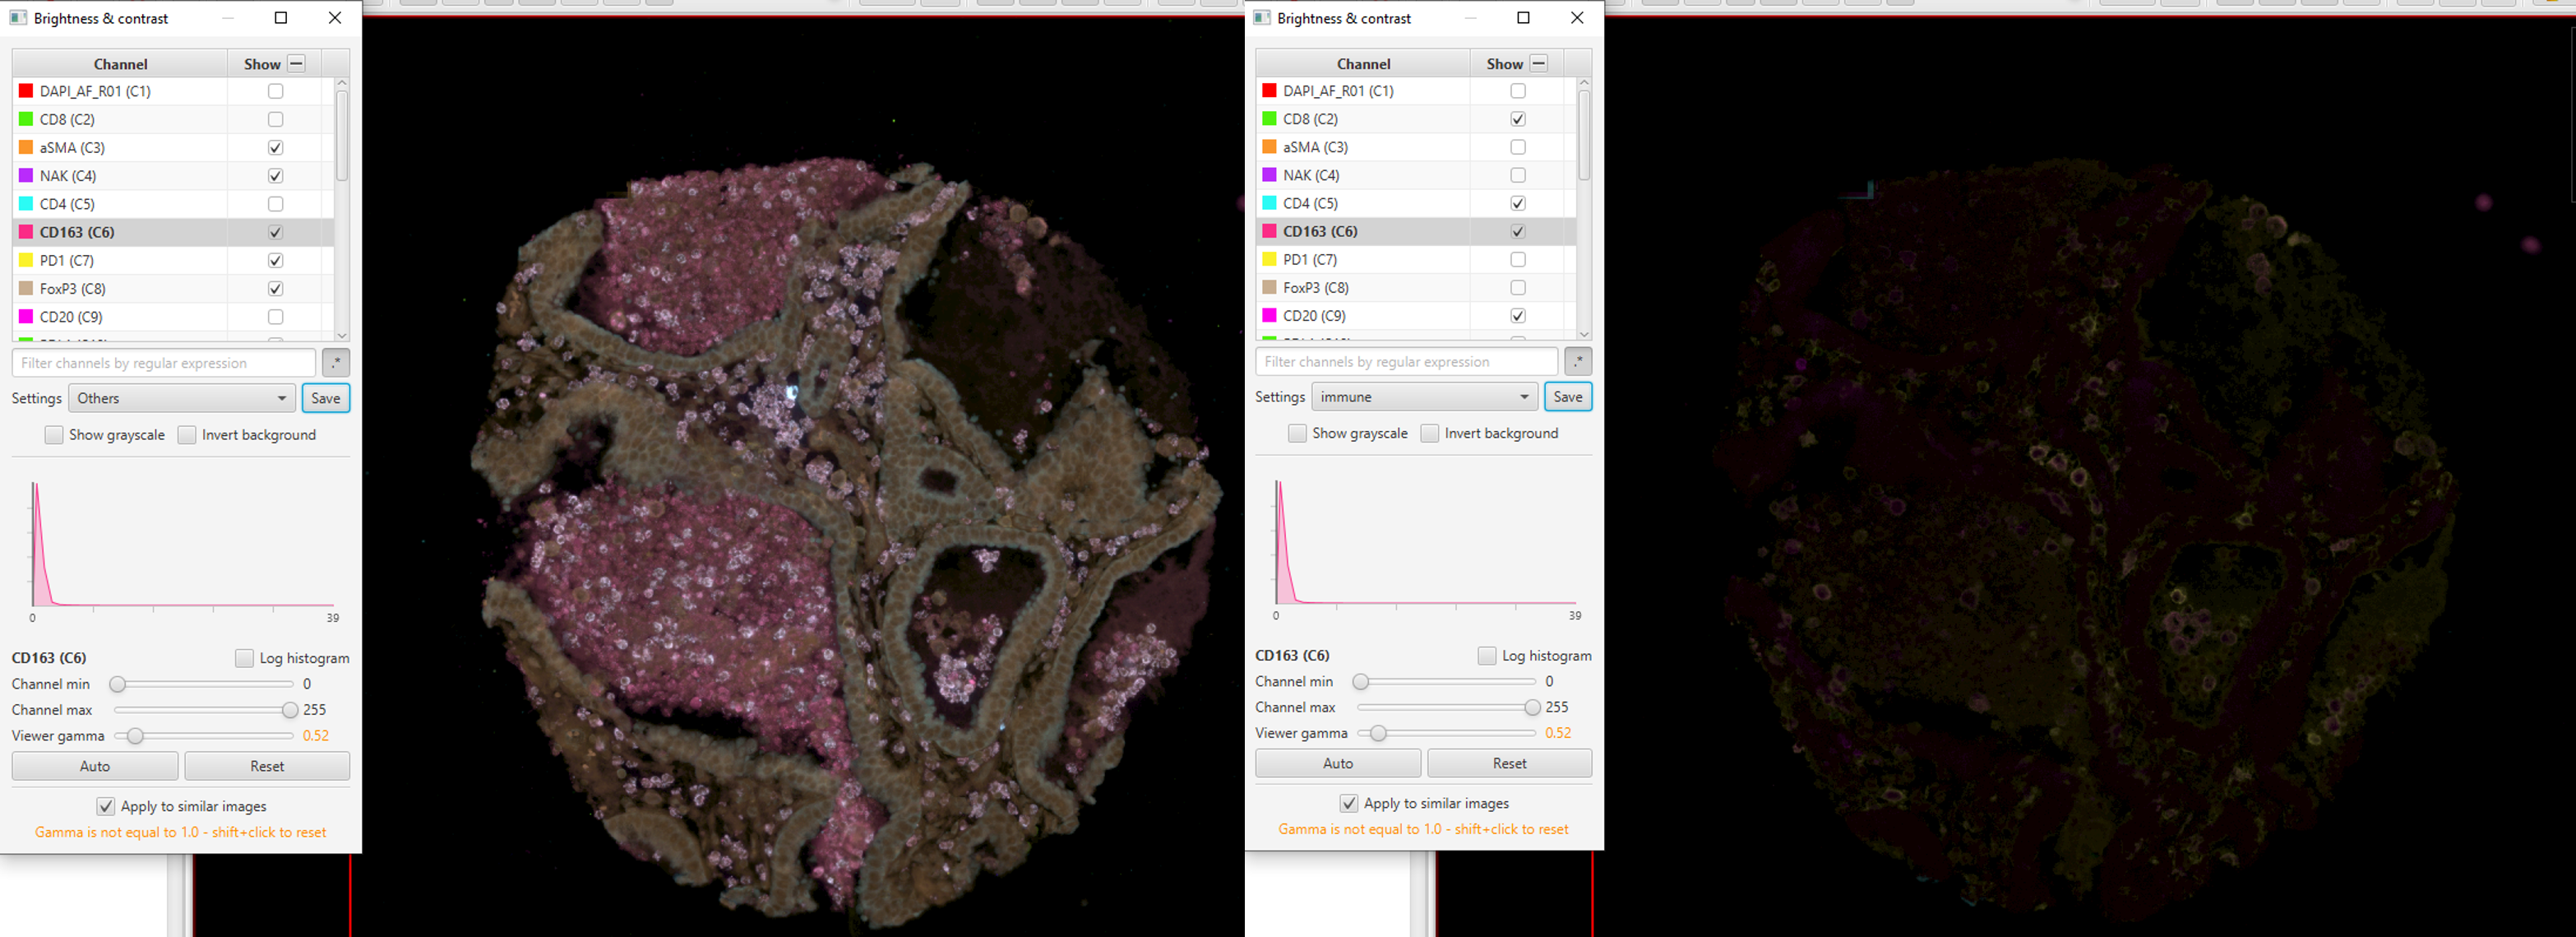 Brightness & contrast
Channel Show
DAPI_AF_R01 (C1)
CD8 (C2)
aSMA (C3)
NAK (C4)
CD4 (C5)
CD163 (C6)
PD1 (C7)
FoxP3 (C8)
CD20 (C9)
Filter channels by regular expression .*
Settings Others Save
Show grayscale Invert background
0 39
CD163 (C6) Log histogram
Channel min 0
Channel max 255
Viewer gamma 0.52
Auto Reset
Apply to similar images
Gamma is not equal to 1.0 - shift+click to reset
Brightness & contrast
Channel Show
DAPI_AF_R01 (C1)
CD8 (C2)
aSMA (C3)
NAK (C4)
CD4 (C5)
CD163 (C6)
PD1 (C7)
FoxP3 (C8)
CD20 (C9)
Filter channels by regular expression .*
Settings immune Save
Show grayscale Invert background
0 39
CD163 (C6) Log histogram
Channel min 0
Channel max 255
Viewer gamma 0.52
Auto Reset
Apply to similar images
Gamma is not equal to 1.0 - shift+click to reset